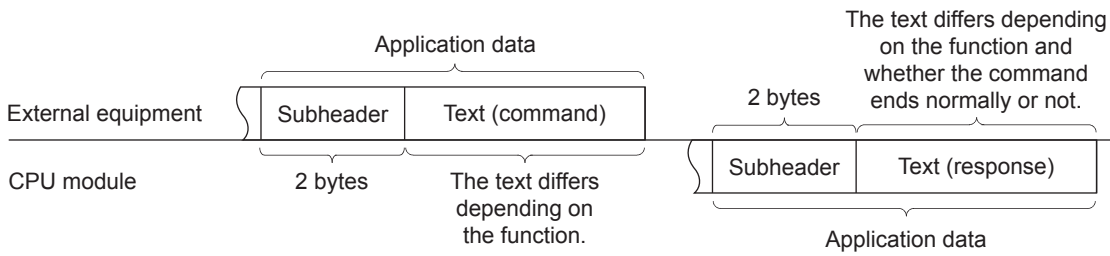 Application data
External equipment
Subheader
Text (command)
2 bytes
The text differs
depending on
the function.
CPU module
The text differs depending
on the function and
whether the command
ends normally or not.
2 bytes
Subheader
Text (response)
Application data